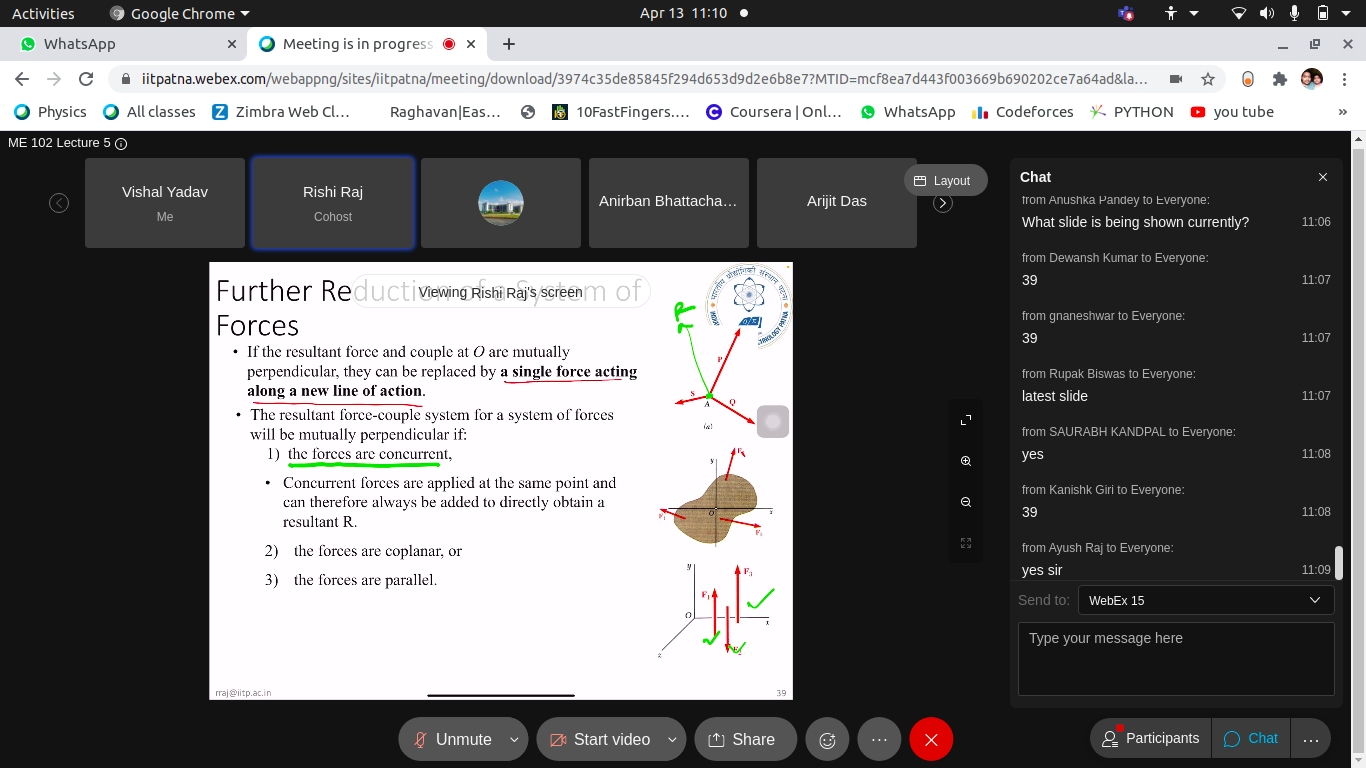 Activities
Google Chrome
Apr 13 11:10
WhatsApp
Meeting is in progress
iitpatna.webex.com/webappng/sites/iitpatna/meeting/download/3974c35de85845f294d653d9d2e6b8e7?MTID=mcf8ea7d443f003669b690202ce7a64ad&la...
Physics
All classes
Zimbra Web Cl...
Raghavan|Eas...
10FastFingers....
Coursera | Onl...
WhatsApp
Codeforces
PYTHON
you tube
»
ME 102 Lecture 5
Vishal Yadav
Me
Rishi Raj
Cohost
Anirban Bhattacha...
Arijit Das
Layout
Viewing Rishi Raj's screen
Further Reduction of a System of
Forces
• If the resultant force and couple at O are mutually
perpendicular, they can be replaced by a single force acting
along a new line of action.
• The resultant force-couple system for a system of forces
will be mutually perpendicular if:
1) the forces are concurrent,
• Concurrent forces are applied at the same point and
can therefore always be added to directly obtain a
resultant R.
2) the forces are coplanar, or
3) the forces are parallel.
R
P
S
Q
A
(a)
y
O
x
y
F1
F3
O
x
F2
z
rraj@iitp.ac.in
39
Chat
from Anushka Pandey to Everyone:
What slide is being shown currently?
11:06
from Dewansh Kumar to Everyone:
39
11:07
from gnaneshwar to Everyone:
39
11:07
from Rupak Biswas to Everyone:
latest slide
11:07
from SAURABH KANDPAL to Everyone:
yes
11:08
from Kanishk Giri to Everyone:
39
11:08
from Ayush Raj to Everyone:
yes sir
11:09
Send to:
WebEx 15
Type your message here
Unmute
Start video
Share
Participants
Chat